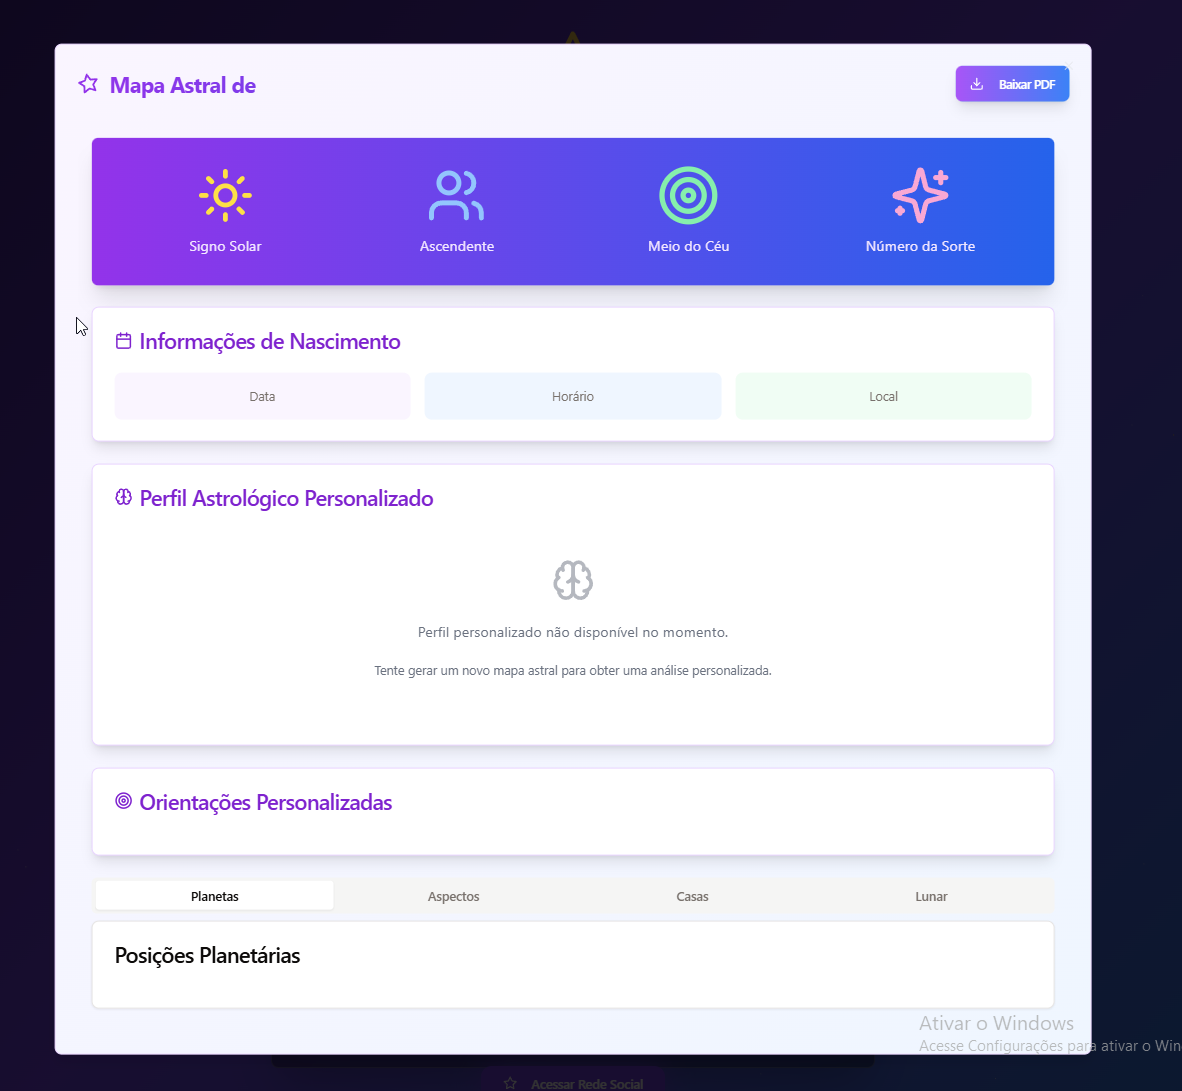 Mapa Astral de
Baixar PDF
Signo Solar
Ascendente
Meio do Céu
Número da Sorte
Informações de Nascimento
Data
Horário
Local
Perfil Astrológico Personalizado
Perfil personalizado não disponível no momento.
Tente gerar um novo mapa astral para obter uma análise personalizada.
Orientações Personalizadas
Planetas
Aspectos
Casas
Lunar
Posições Planetárias
Ativar o Windows
Acesse Configurações para ativar o Win
Acessar Rede Social